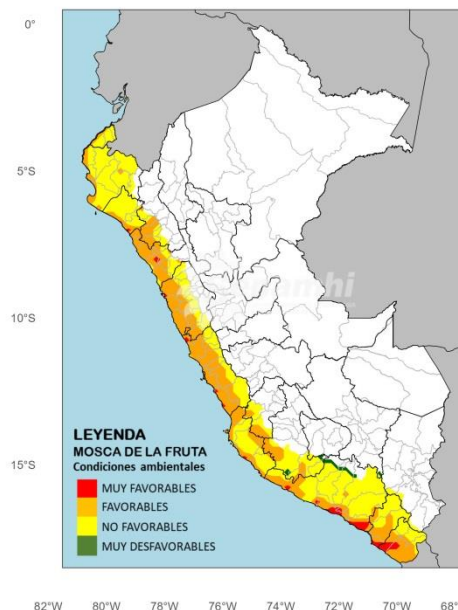 0°
5°S
10°S
15°S
LEYENDA
MOSCA DE LA FRUTA
Condiciones ambientales
MUY FAVORABLES
FAVORABLES
NO FAVORABLES
MUY DESFAVORABLES
82°W 80°W 78°W 76°W 74°W 72°W 70°W 68°W